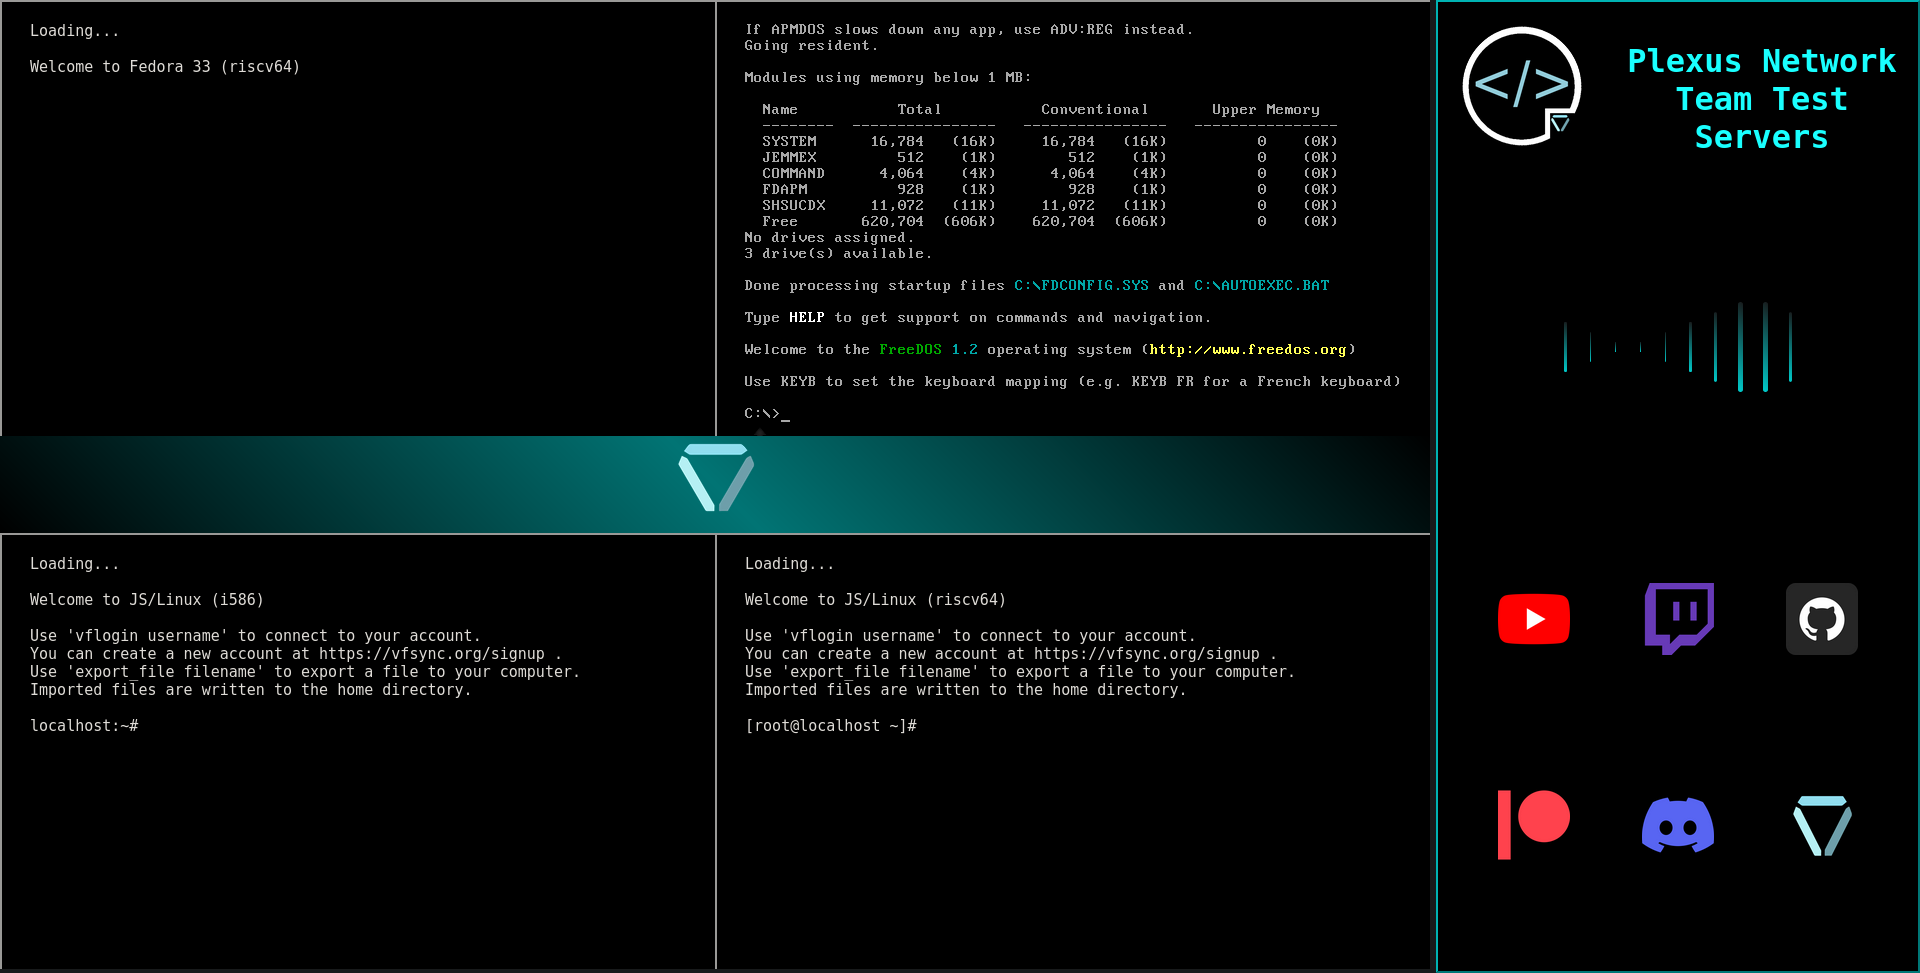 Loading...
Welcome to Fedora 33 (riscv64)
If APMDOS slows down any app, use ADV:REG instead.
Going resident.
Modules using memory below 1 MB:
Name Total Conventional Upper Memory
-------- ---------------- ---------------- ----------------
SYSTEM 16,784 (16K) 16,784 (16K) 0 (0K)
JEMMEX 512 (1K) 512 (1K) 0 (0K)
COMMAND 4,064 (4K) 4,064 (4K) 0 (0K)
FDAPM 928 (1K) 928 (1K) 0 (0K)
SHSUCDX 11,072 (11K) 11,072 (11K) 0 (0K)
Free 620,704 (606K) 620,704 (606K) 0 (0K)
No drives assigned.
3 drive(s) available.
Done processing startup files C:\FDCONFIG.SYS and C:\AUTOEXEC.BAT
Type HELP to get support on commands and navigation.
Welcome to the FreeDOS 1.2 operating system (http://www.freedos.org)
Use KEYB to set the keyboard mapping (e.g. KEYB FR for a French keyboard)
C:\>_
Loading...
Welcome to JS/Linux (i586)
Use 'vflogin username' to connect to your account.
You can create a new account at https://vfsync.org/signup .
Use 'export_file filename' to export a file to your computer.
Imported files are written to the home directory.
localhost:~#
Loading...
Welcome to JS/Linux (riscv64)
Use 'vflogin username' to connect to your account.
You can create a new account at https://vfsync.org/signup .
Use 'export_file filename' to export a file to your computer.
Imported files are written to the home directory.
[root@localhost ~]#
</>
Plexus Network
Team Test
Servers